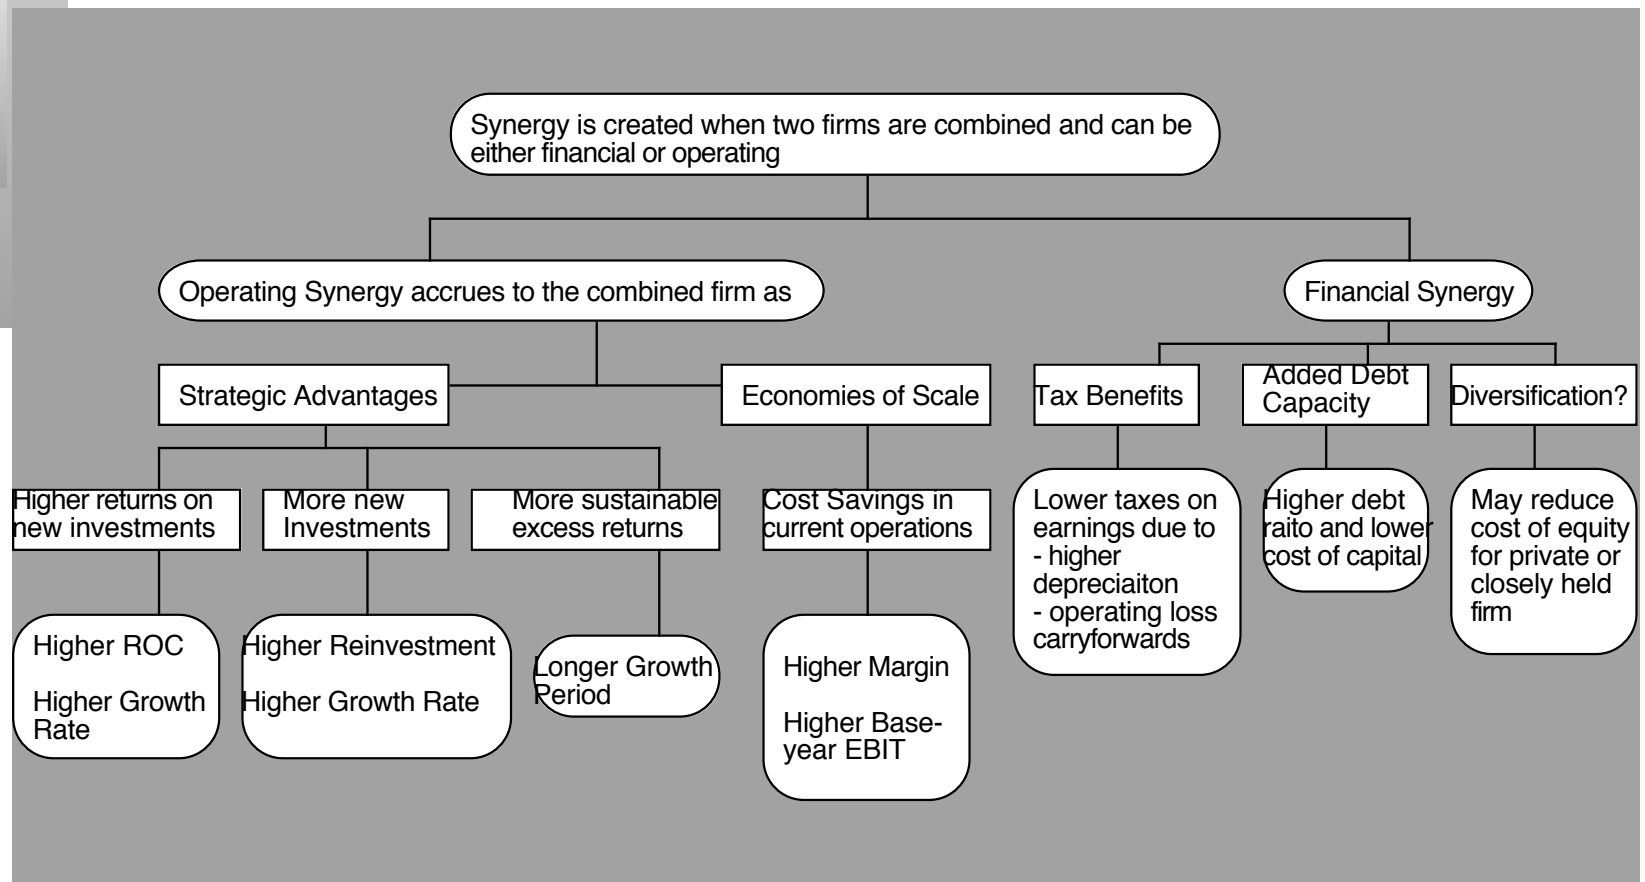 Synergy is created when two firms are combined and can be
either financial or operating
Operating Synergy accrues to the combined firm as
Financial Synergy
Strategic Advantages
Economies of Scale
Tax Benefits
Added Debt
Capacity
Diversification?
Higher returns on
new investments
More new
Investments
More sustainable
excess returns
Cost Savings in
current operations
Lower taxes on
earnings due to
- higher
depreciaiton
- operating loss
carryforwards
Higher debt
raito and lower
cost of capital
May reduce
cost of equity
for private or
closely held
firm
Higher ROC
Higher Growth
Rate
Higher Reinvestment
Higher Growth Rate
Longer Growth
Period
Higher Margin
Higher Base-
year EBIT